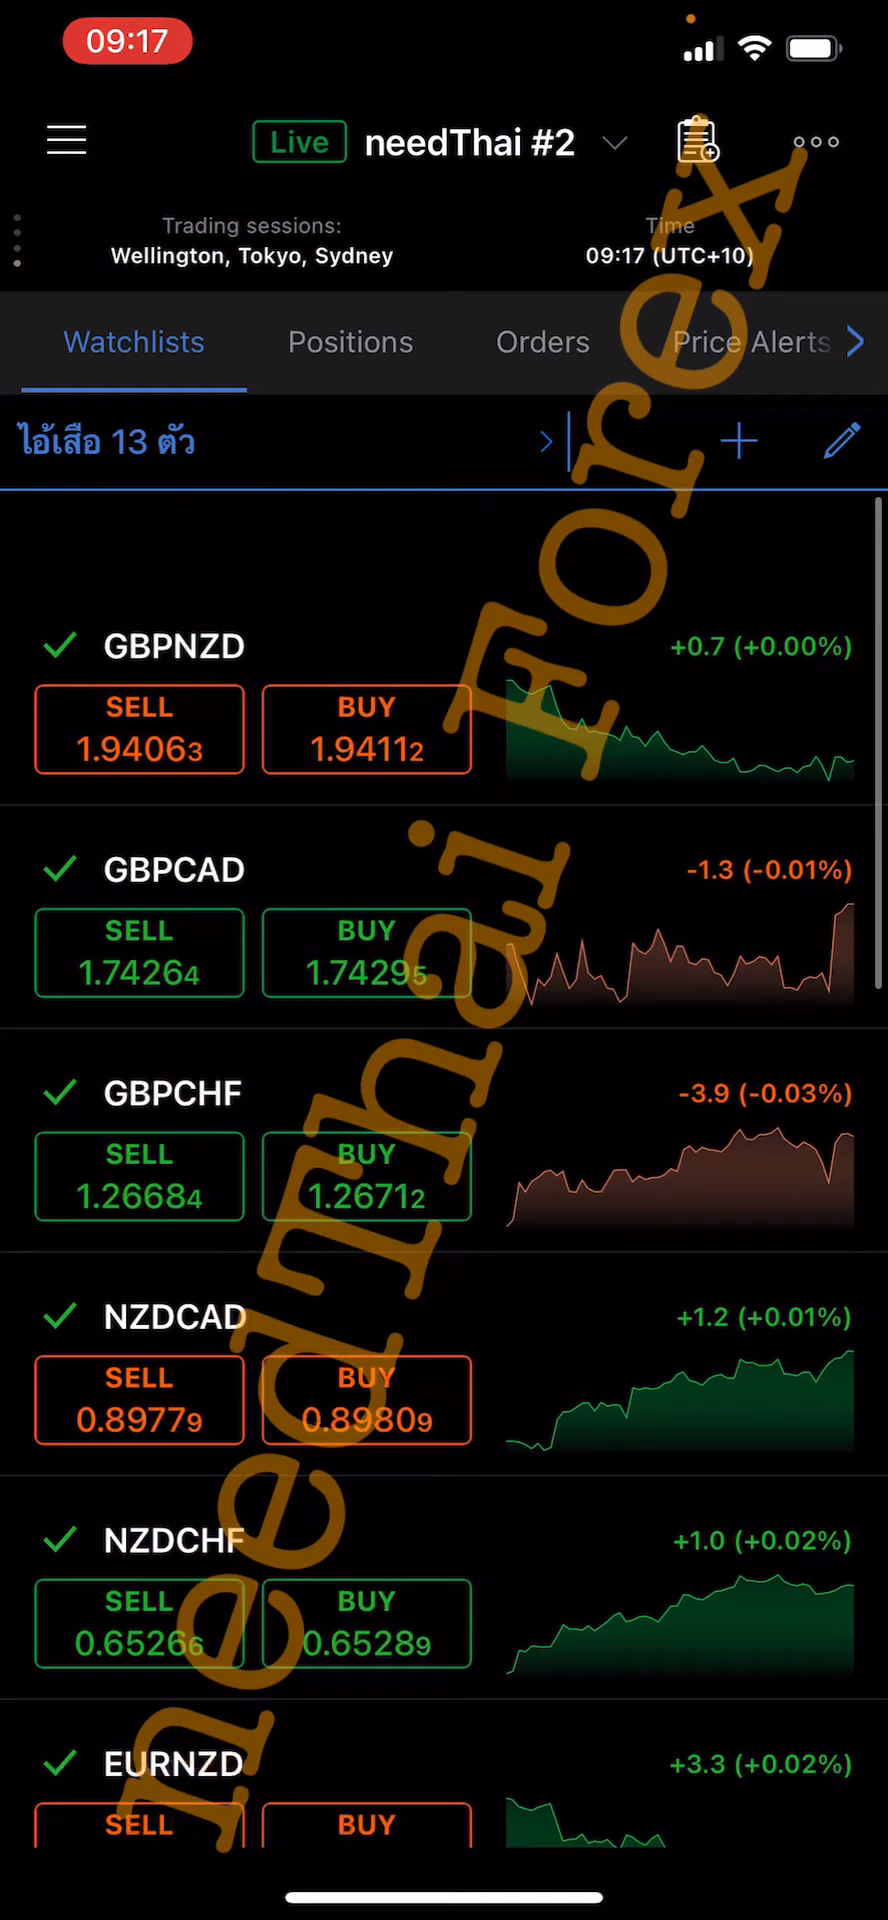 09:17
Live needThai #2
Trading sessions: Time
Wellington, Tokyo, Sydney 09:17 (UTC+10)
Watchlists Positions Orders Price Alerts
ไอ้เสือ 13 ตัว
GBPNZD +0.7 (+0.00%)
SELL BUY
1.94063 1.94112
GBPCAD -1.3 (-0.01%)
SELL BUY
1.74264 1.74295
GBPCHF -3.9 (-0.03%)
SELL BUY
1.26684 1.26712
NZDCAD +1.2 (+0.01%)
SELL BUY
0.89779 0.89809
NZDCHF +1.0 (+0.02%)
SELL BUY
0.65266 0.65289
EURNZD +3.3 (+0.02%)
SELL BUY
needThai Forex